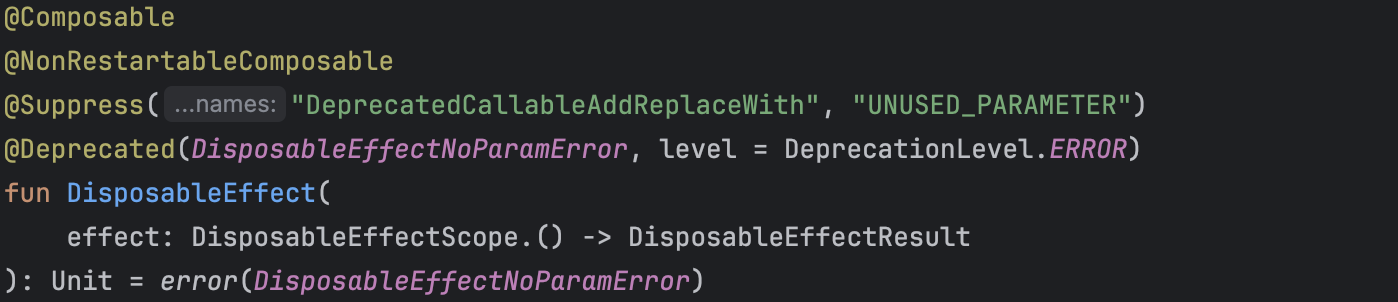 @Composable
@NonRestartableComposable
@Suppress(...names: "DeprecatedCallableAddReplaceWith", "UNUSED_PARAMETER")
@Deprecated(DisposableEffectNoParamError, level = DeprecationLevel.ERROR)
fun DisposableEffect(
    effect: DisposableEffectScope.() -> DisposableEffectResult
): Unit = error(DisposableEffectNoParamError)